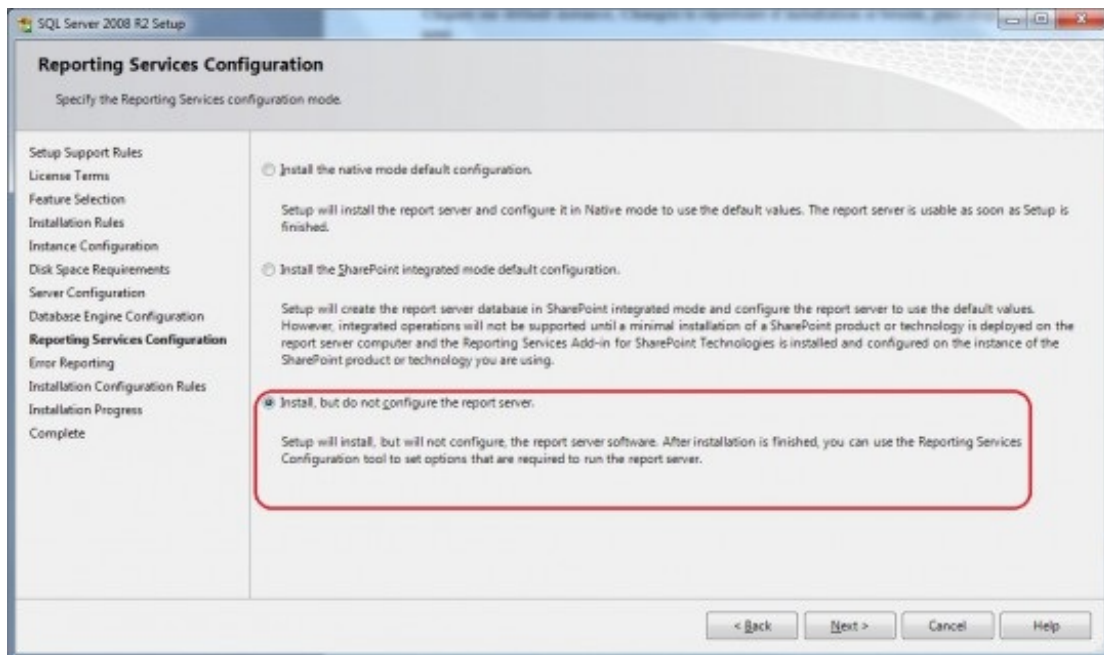 SQL Server 2008 R2 Setup
Reporting Services Configuration
Specify the Reporting Services configuration mode.
Setup Support Rules
License Terms
Feature Selection
Installation Rules
Instance Configuration
Disk Space Requirements
Server Configuration
Database Engine Configuration
Reporting Services Configuration
Error Reporting
Installation Configuration Rules
Installation Progress
Complete
Install the native mode default configuration.
Setup will install the report server and configure it in Native mode to use the default values. The report server is usable as soon as Setup is
finished.
Install the SharePoint integrated mode default configuration.
Setup will create the report server database in SharePoint integrated mode and configure the report server to use the default values.
However, integrated operations will not be supported until a minimal installation of a SharePoint product or technology is deployed on the
report server computer and the Reporting Services Add-in for SharePoint Technologies is installed and configured on the instance of the
SharePoint product or technology you are using.
Install, but do not configure the report server.
Setup will install, but will not configure, the report server software. After installation is finished, you can use the Reporting Services
Configuration tool to set options that are required to run the report server.
< Back
Next >
Cancel
Help